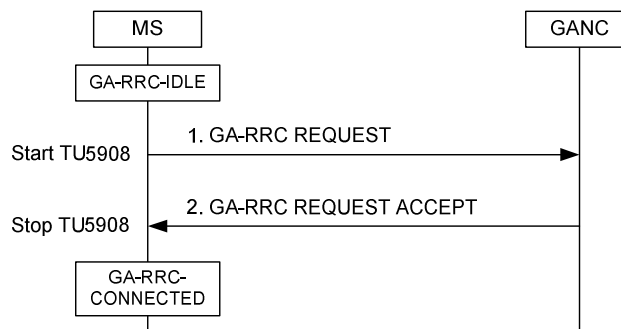 MS
GANC
GA-RRC-IDLE
1. GA-RRC REQUEST
Start TU5908
2. GA-RRC REQUEST ACCEPT
Stop TU5908
GA-RRC-
CONNECTED